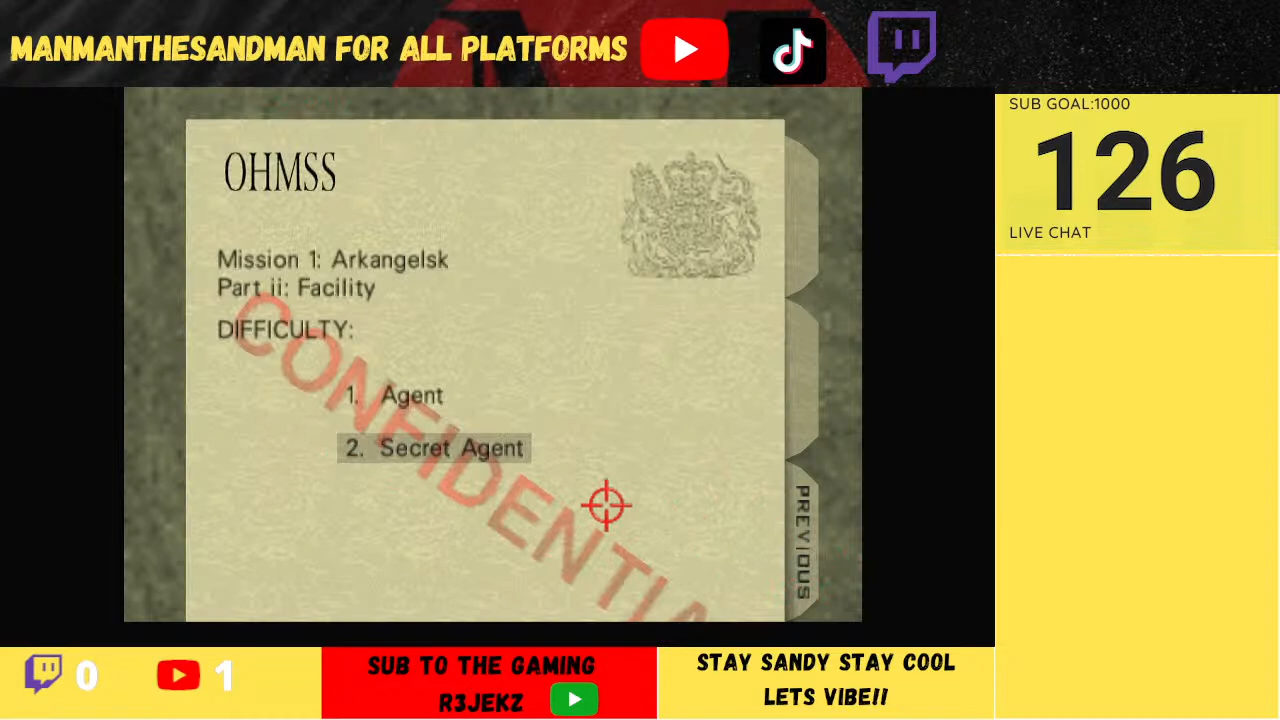 MANMANTHESANDMAN FOR ALL PLATFORMS
SUB GOAL:1000
126
LIVE CHAT
OHMSS
Mission 1: Arkangelsk
Part ii: Facility
DIFFICULTY:
1. Agent
2. Secret Agent
CONFIDENTIA
PREVIOUS
0
1
SUB TO THE GAMING
R3JEKZ
STAY SANDY STAY COOL
LETS VIBE!!